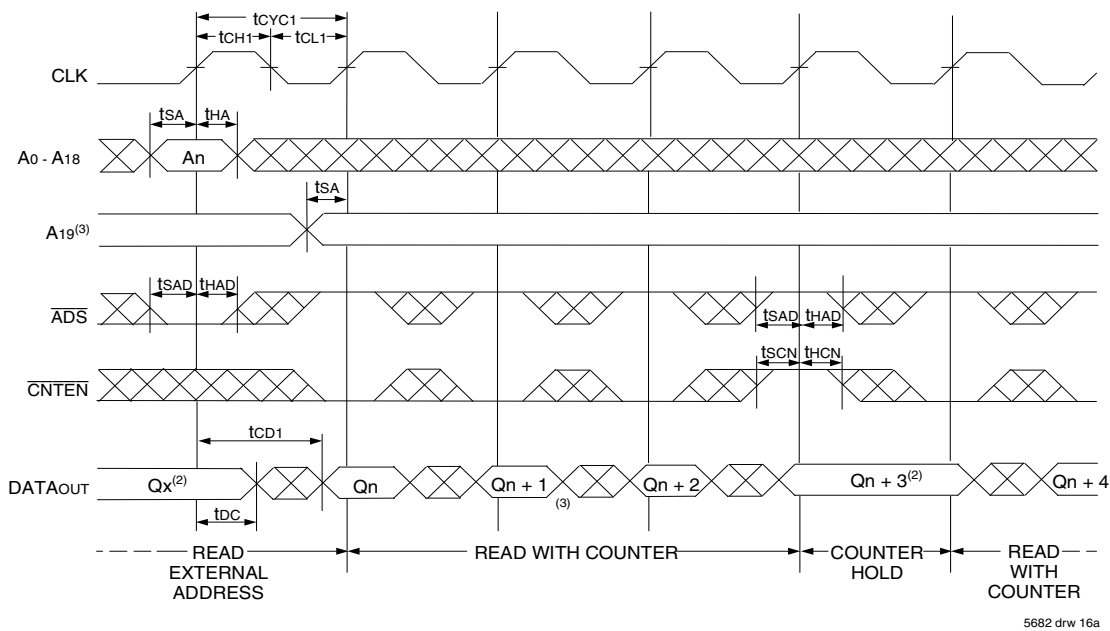 tCYC1
tCH1 tCL1
CLK
tSA tHA
A0 - A18 An
tSA
A19(3)
tSAD tHAD
ADS
tSAD tHAD
tSCN tHCN
CNTEN
tCD1
DATAOUT Qx(2) Qn Qn + 1 (3) Qn + 2 Qn + 3(2) Qn + 4
tDC
READ EXTERNAL ADDRESS
READ WITH COUNTER
COUNTER HOLD
READ WITH COUNTER
5682 drw 16a